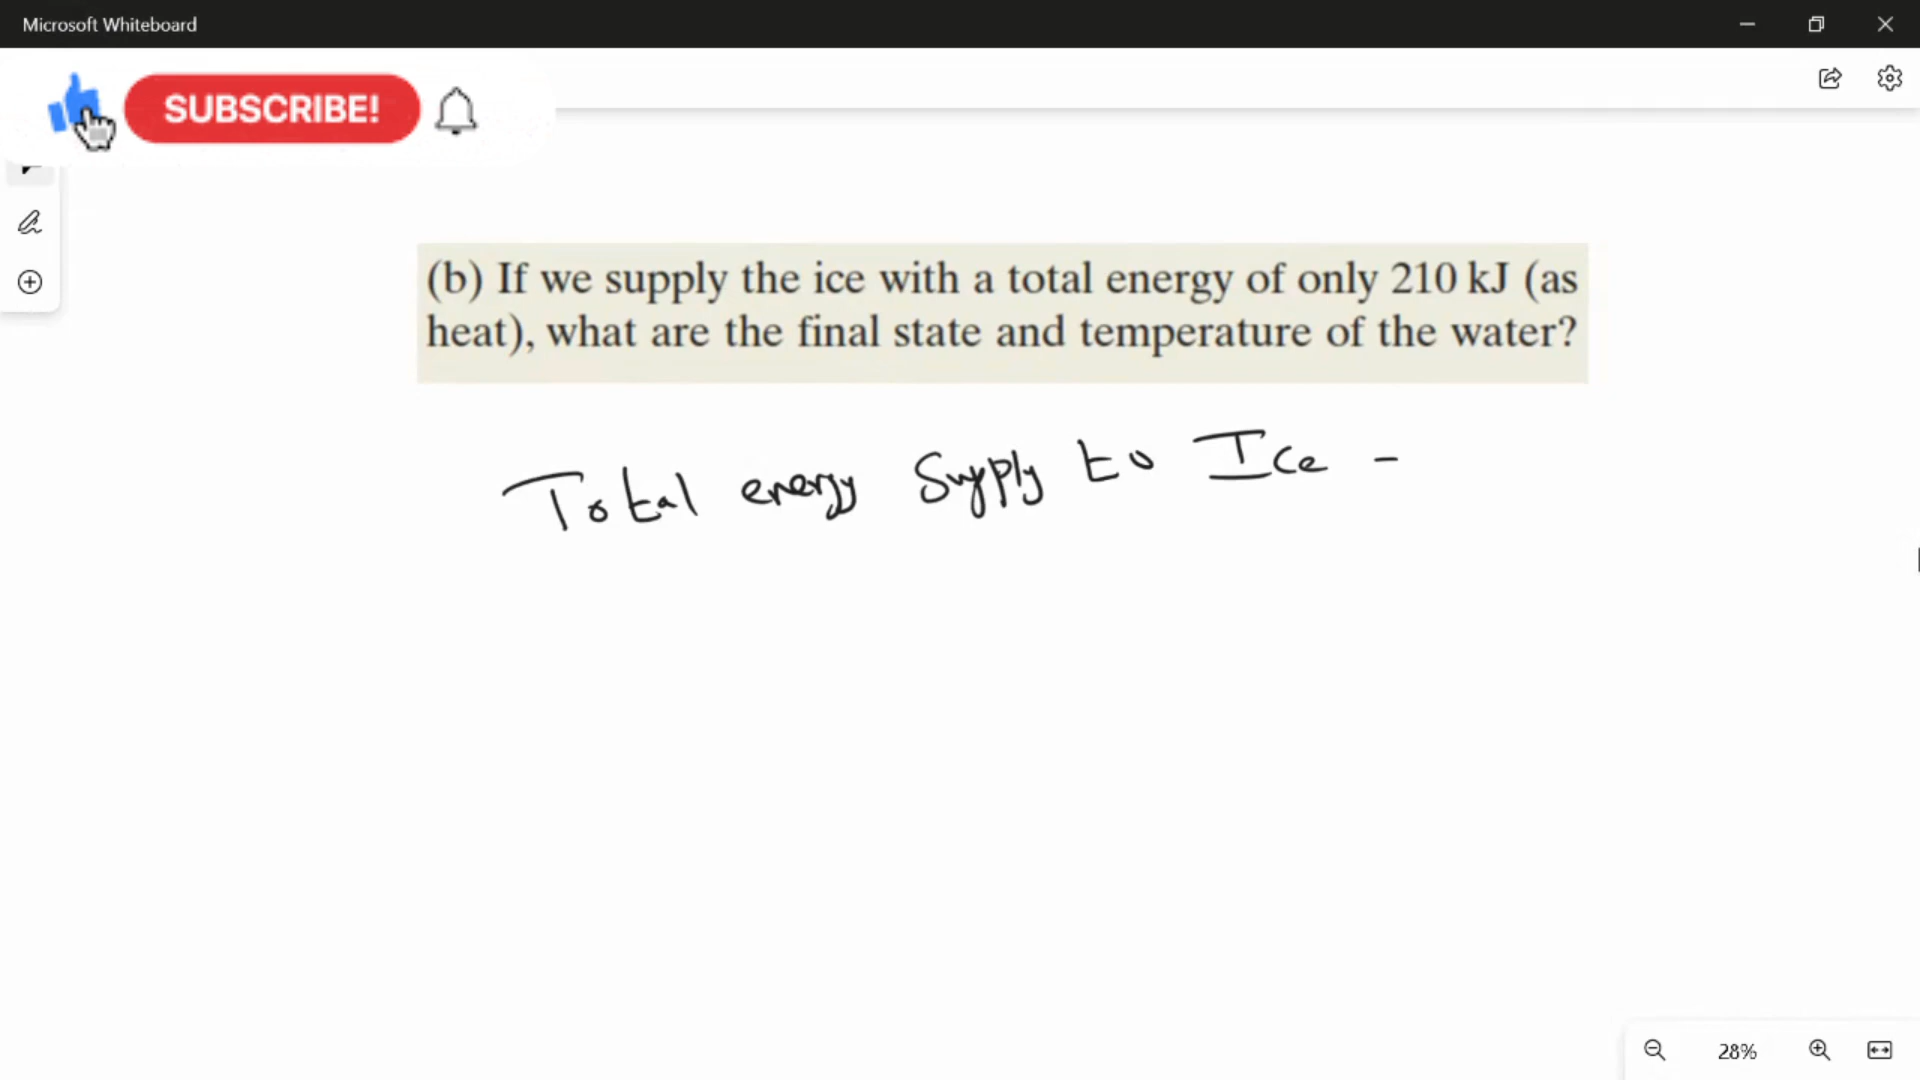 Microsoft Whiteboard
SUBSCRIBE!
(b) If we supply the ice with a total energy of only 210 kJ (as
heat), what are the final state and temperature of the water?
Total energy Supply to Ice -
28%